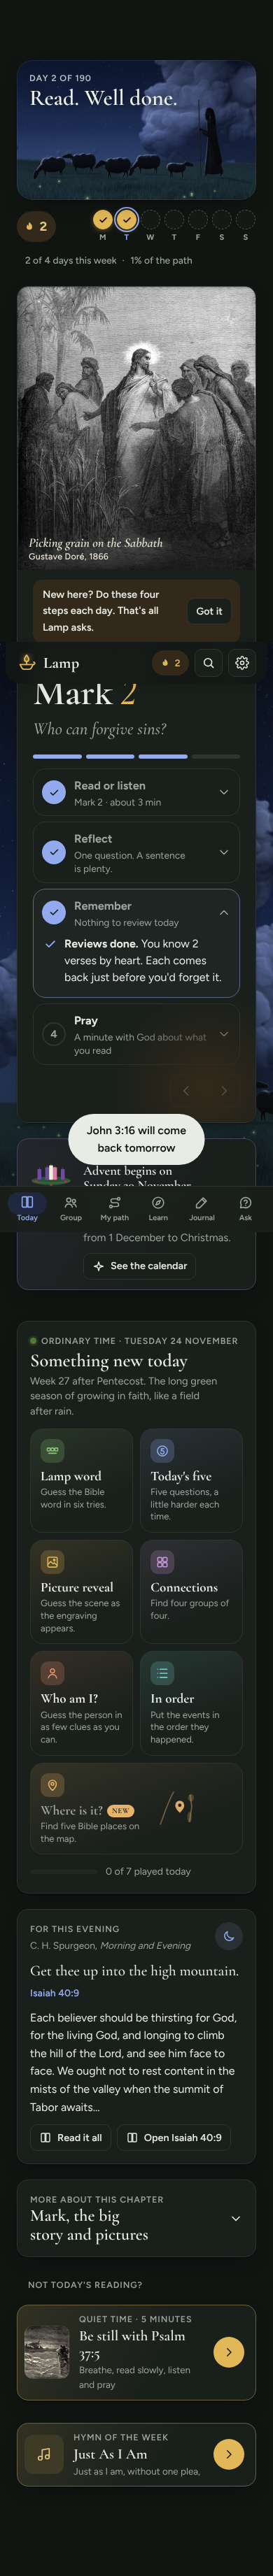 DAY 2 OF 190
Read. Well done.
2
M T W T F S S
2 of 4 days this week · 1% of the path
Picking grain on the Sabbath
Gustave Doré, 1866
New here? Do these four
steps each day. That's all
Lamp asks.
Got it
Lamp
2
Mark 2
Who can forgive sins?
Read or listen
Mark 2 · about 3 min
Reflect
One question. A sentence
is plenty.
Remember
Nothing to review today
Reviews done. You know 2
verses by heart. Each comes
back just before you'd forget it.
4
Pray
A minute with God about what
you read
John 3:16 will come
back tomorrow
Advent begins on
Sunday 29 November
Today
Group
My path
Learn
Journal
Ask
from 1 December to Christmas.
See the calendar
ORDINARY TIME · TUESDAY 24 NOVEMBER
Something new today
Week 27 after Pentecost. The long green
season of growing in faith, like a field
after rain.
Lamp word
Guess the Bible
word in six tries.
Today's five
Five questions, a
little harder each
time.
Picture reveal
Guess the scene as
the engraving
appears.
Connections
Find four groups of
four.
Who am I?
Guess the person in
as few clues as you
can.
In order
Put the events in
the order they
happened.
Where is it? NEW
Find five Bible places on
the map.
0 of 7 played today
FOR THIS EVENING
C. H. Spurgeon, Morning and Evening
Get thee up into the high mountain.
Isaiah 40:9
Each believer should be thirsting for God,
for the living God, and longing to climb
the hill of the Lord, and see him face to
face. We ought not to rest content in the
mists of the valley when the summit of
Tabor awaits...
Read it all
Open Isaiah 40:9
MORE ABOUT THIS CHAPTER
Mark, the big
story and pictures
NOT TODAY'S READING?
QUIET TIME · 5 MINUTES
Be still with Psalm
37:5
Breathe, read slowly, listen
and pray
HYMN OF THE WEEK
Just As I Am
Just as I am, without one plea,